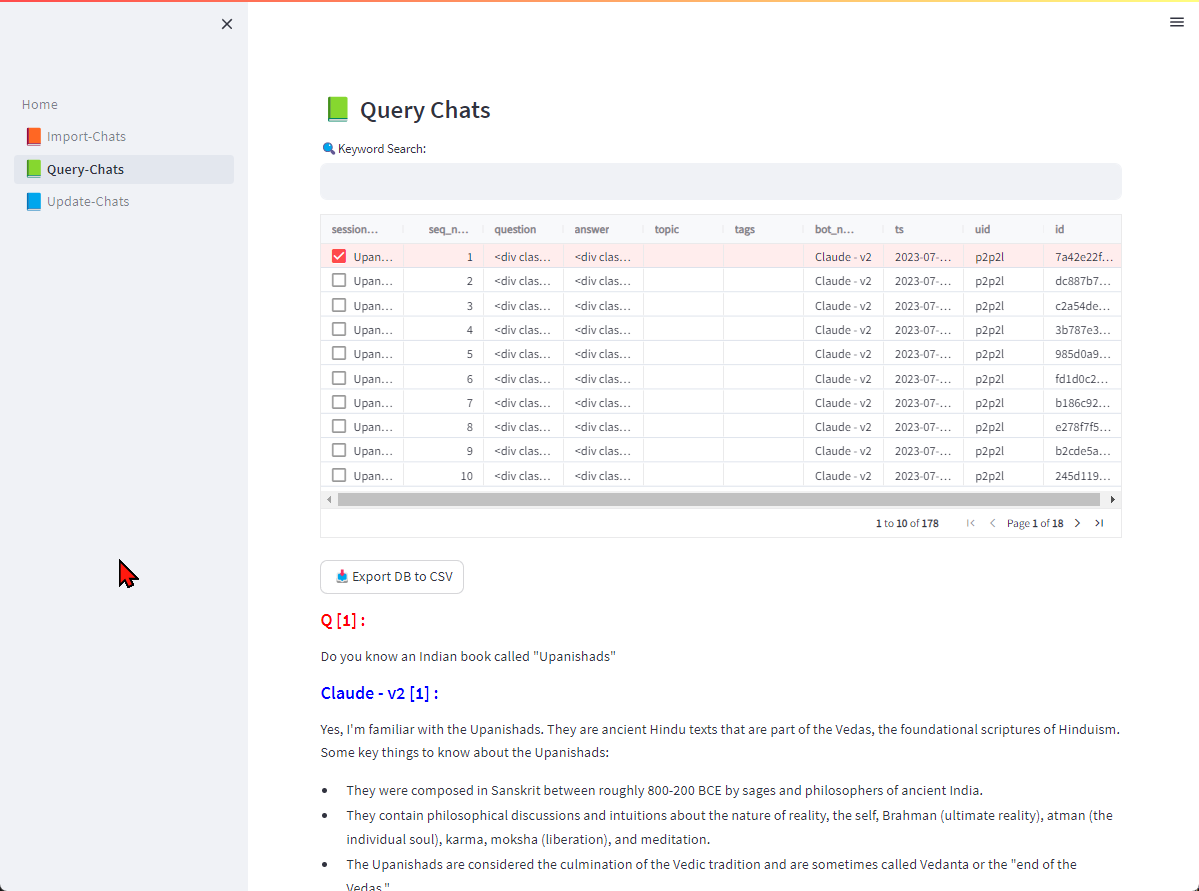 Home
Import-Chats
Query-Chats
Update-Chats
Query Chats
Keyword Search:
session... seq_n... question answer topic tags bot_n... ts uid id
Upan... 1 <div clas... <div clas... Claude - v2 2023-07-... p2p2l 7a42e22f...
Upan... 2 <div clas... <div clas... Claude - v2 2023-07-... p2p2l dc887b7...
Upan... 3 <div clas... <div clas... Claude - v2 2023-07-... p2p2l c2a54de...
Upan... 4 <div clas... <div clas... Claude - v2 2023-07-... p2p2l 3b787e3...
Upan... 5 <div clas... <div clas... Claude - v2 2023-07-... p2p2l 985d0a9...
Upan... 6 <div clas... <div clas... Claude - v2 2023-07-... p2p2l fd1d0c2...
Upan... 7 <div clas... <div clas... Claude - v2 2023-07-... p2p2l b186c92...
Upan... 8 <div clas... <div clas... Claude - v2 2023-07-... p2p2l e278f7f5...
Upan... 9 <div clas... <div clas... Claude - v2 2023-07-... p2p2l b2cde5a...
Upan... 10 <div clas... <div clas... Claude - v2 2023-07-... p2p2l 245d119...
1 to 10 of 178 Page 1 of 18
Export DB to CSV
Q [1] :
Do you know an Indian book called "Upanishads"
Claude - v2 [1] :
Yes, I'm familiar with the Upanishads. They are ancient Hindu texts that are part of the Vedas, the foundational scriptures of Hinduism.
Some key things to know about the Upanishads:
• They were composed in Sanskrit between roughly 800-200 BCE by sages and philosophers of ancient India.
• They contain philosophical discussions and intuitions about the nature of reality, the self, Brahman (ultimate reality), atman (the
individual soul), karma, moksha (liberation), and meditation.
• The Upanishads are considered the culmination of the Vedic tradition and are sometimes called Vedanta or the "end of the
Vedas."